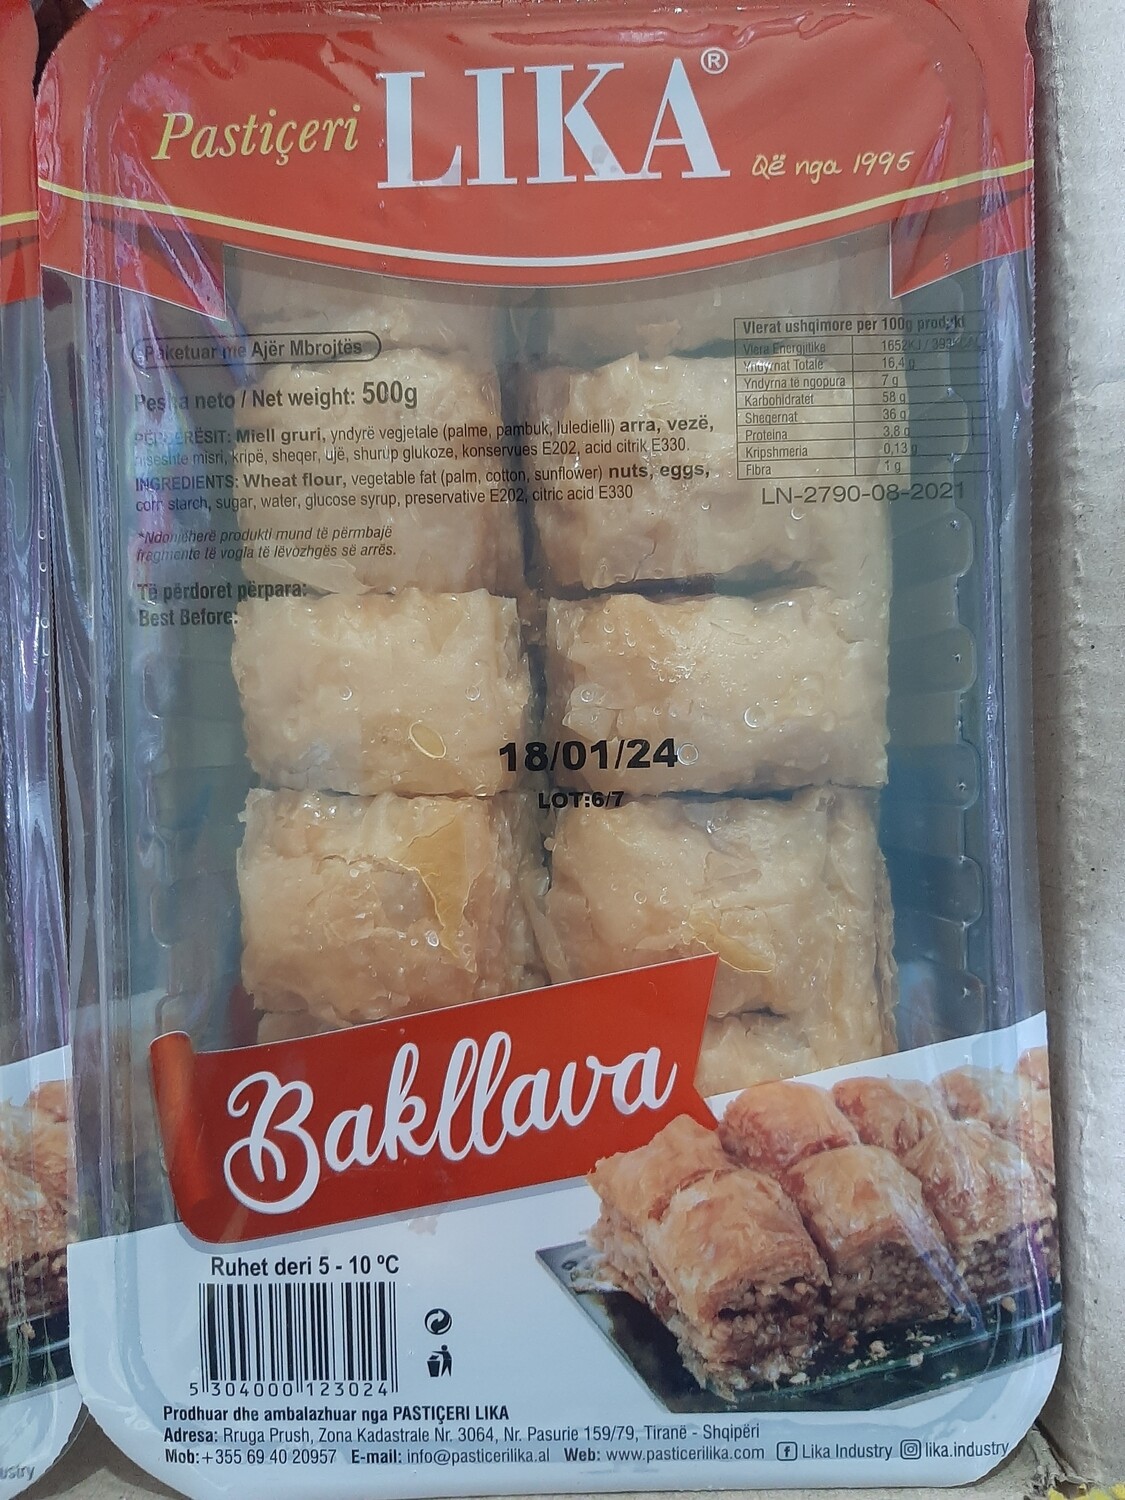 Pastiçeri LIKA®
Që nga 1995
Paketuar me Ajër Mbrojtës
Pesha neto / Net weight: 500g
PËRBËRËSIT: Miell gruri, yndyrë vegjetale (palme, pambuk, luledielli) arra, vezë,
niseshte misri, kripë, sheqer, ujë, shurup glukoze, konservues E202, acid citrik E330.
INGREDIENTS: Wheat flour, vegetable fat (palm, cotton, sunflower) nuts, eggs,
corn starch, sugar, water, glucose syrup, preservative E202, citric acid E330
*Ndonjëherë produkti mund të përmbajë
fragmente të vogla të lëvozhgës së arrës.
Të përdoret përpara:
Best Before:
Vlerat ushqimore per 100g produkt
Vlera Energjitike 1652KJ / 393KCAL
Yndyrnat Totale 16,4 g
Yndyrna të ngopura 7 g
Karbohidratet 58 g
Sheqernat 36 g
Proteina 3,8 g
Kripshmeria 0,13 g
Fibra 1 g
LN-2790-08-2021
18/01/24
LOT:6/7
Bakllava
Ruhet deri 5 - 10 ºC
5 304000 123024
Prodhuar dhe ambalazhuar nga PASTIÇERI LIKA
Adresa: Rruga Prush, Zona Kadastrale Nr. 3064, Nr. Pasurie 159/79, Tiranë - Shqipëri
Mob:+355 69 40 20957 E-mail: info@pasticerilika.al Web: www.pasticerilika.com Lika Industry lika.industry
ustry